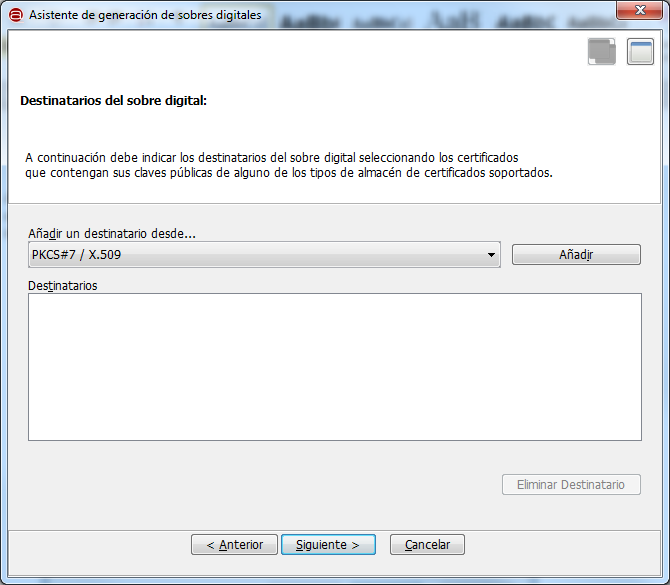 Asistente de generación de sobres digitales
Destinatarios del sobre digital:
A continuación debe indicar los destinatarios del sobre digital seleccionando los certificados
que contengan sus claves públicas de alguno de los tipos de almacén de certificados soportados.
Añadir un destinatario desde...
PKCS#7 / X.509
Añadir
Destinatarios
Eliminar Destinatario
< Anterior
Siguiente >
Cancelar